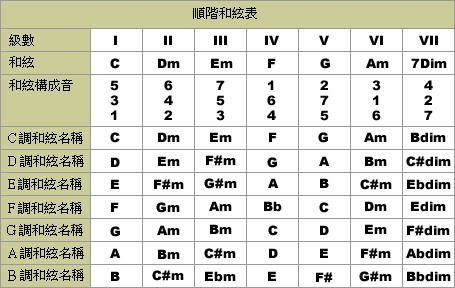 順階和絃表
級數 I II III IV V VI VII
和絃 C Dm Em F G Am 7Dim
和絃構成音 5 6 7 1 2 3 4
3 4 5 6 7 1 2
1 2 3 4 5 6 7
C調和絃名稱 C Dm Em F G Am Bdim
D調和絃名稱 D Em F#m G A Bm C#dim
E調和絃名稱 E F#m G#m A B C#m Ebdim
F調和絃名稱 F Gm Am Bb C Dm Edim
G調和絃名稱 G Am Bm C D Em F#dim
A調和絃名稱 A Bm C#m D E F#m Abdim
B調和絃名稱 B C#m Ebm E F# G#m Bbdim